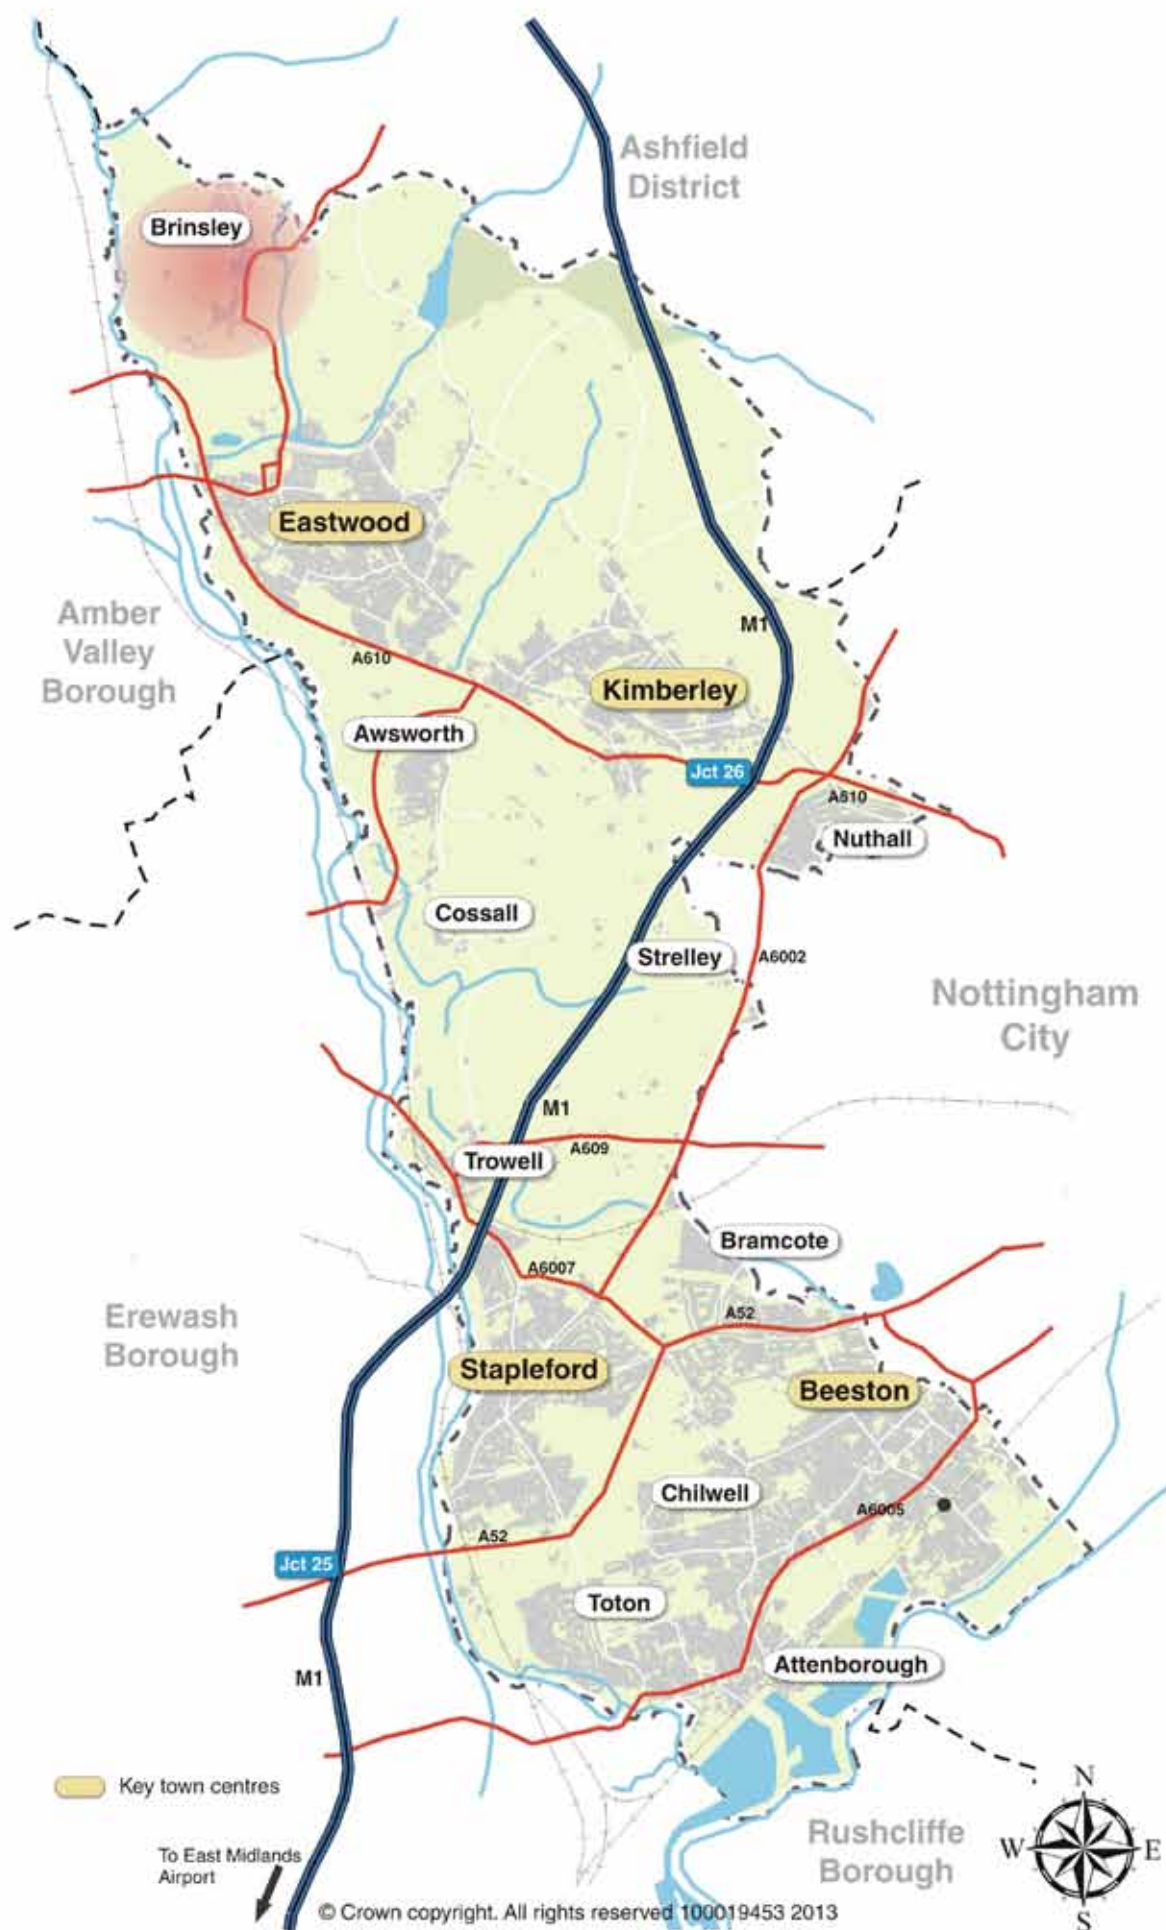 Ashfield
District
Brinsley
Eastwood
Amber
Valley
Borough
M1
A610
Kimberley
Awsworth
Jct 26
A610
Nuthall
Cossall
Strelley
A6002
Nottingham
City
M1
A609
Trowell
Bramcote
A6007
Erewash
Borough
A52
Stapleford
Beeston
Chilwell
A6005
A52
Jct 25
Toton
Attenborough
M1
Key town centres
N
W
E
S
Rushcliffe
Borough
To East Midlands
Airport
© Crown copyright. All rights reserved 100019453 2013